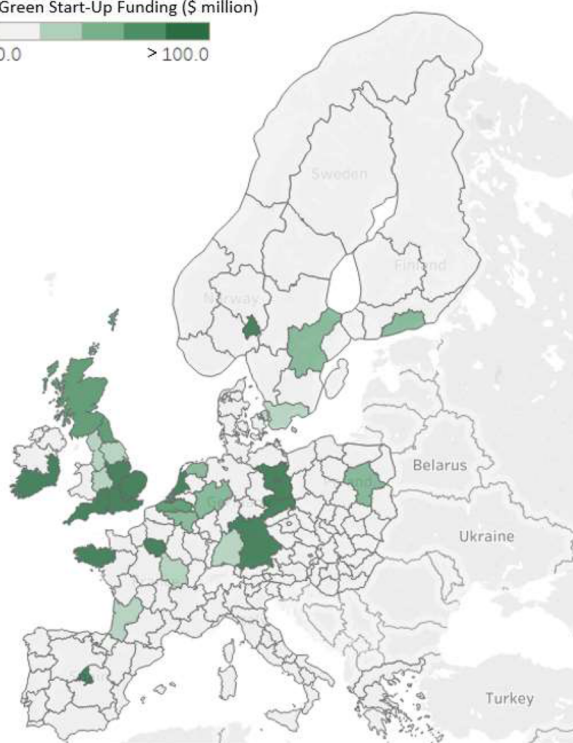 Green Start-Up Funding ($ million)
0.0
> 100.0
Sweden
Finland
Norway
Belarus
Ukraine
Turkey